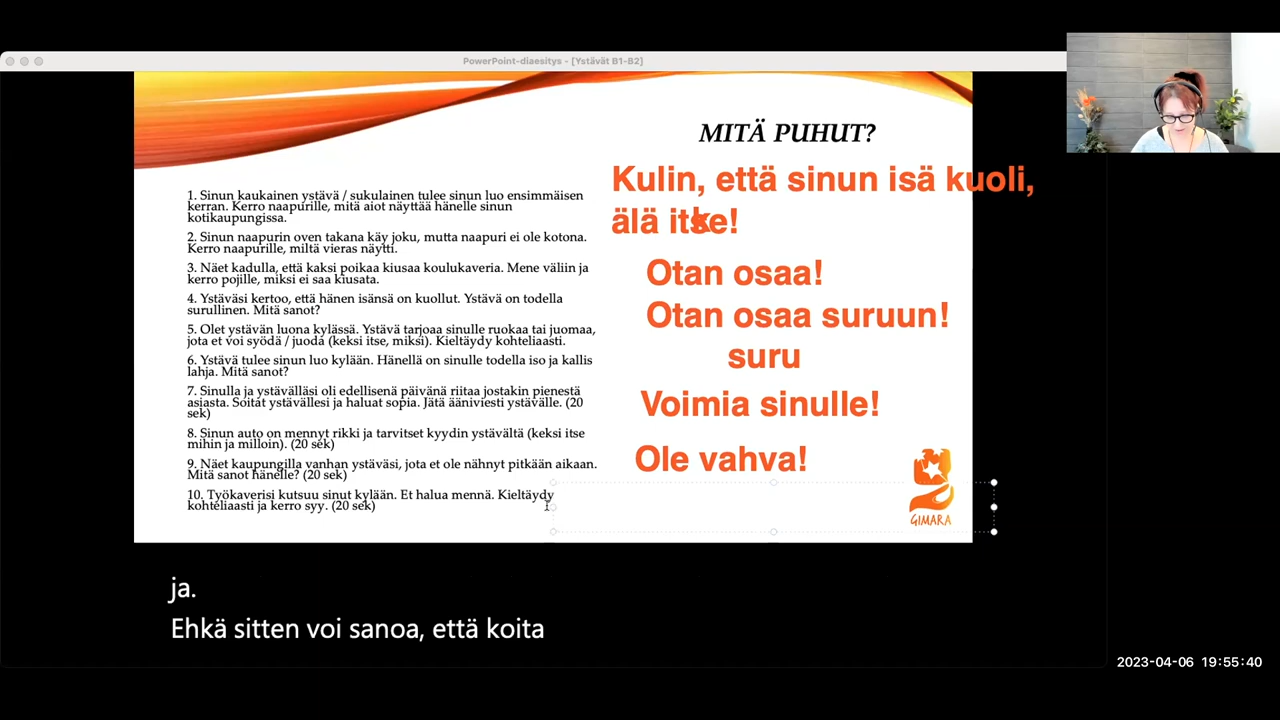 PowerPoint-diaesitys - [Ystävät B1-B2]
MITÄ PUHUT?
1. Sinun kaukainen ystävä / sukulainen tulee sinun luo ensimmäisen
kerran. Kerro naapurille, mitä aiot näyttää hänelle sinun
kotikaupungissa.
2. Sinun naapurin oven takana käy joku, mutta naapuri ei ole kotona.
Kerro naapurille, miltä vieras näytti.
3. Näet kadulla, että kaksi poikaa kiusaa koulukaveria. Mene väliin ja
kerro pojille, miksi ei saa kiusata.
4. Ystäväsi kertoo, että hänen isänsä on kuollut. Ystävä on todella
surullinen. Mitä sanot?
5. Olet ystävän luona kylässä. Ystävä tarjoaa sinulle ruokaa tai juomaa,
jota et voi syödä / juoda (keksi itse, miksi). Kieltäydy kohteliaasti.
6. Ystävä tulee sinun luo kylään. Hänellä on sinulle todella iso ja kallis
lahja. Mitä sanot?
7. Sinulla ja ystävälläsi oli edellisenä päivänä riitaa jostakin pienestä
asiasta. Soitat ystävällesi ja haluat sopia. Jätä ääniviesti ystävälle. (20
sek)
8. Sinun auto on mennyt rikki ja tarvitset kyydin ystävältä (keksi itse
mihin ja milloin). (20 sek)
9. Näet kaupungilla vanhan ystäväsi, jota et ole nähnyt pitkään aikaan.
Mitä sanot hänelle? (20 sek)
10. Työkaverisi kutsuu sinut kylään. Et halua mennä. Kieltäydy
kohteliaasti ja kerro syy. (20 sek)
Kulin, että sinun isä kuoli,
älä itse!
k
Otan osaa!
Otan osaa suruun!
suru
Voimia sinulle!
Ole vahva!
GIMARA
ja.
Ehkä sitten voi sanoa, että koita
2023-04-06 19:55:40